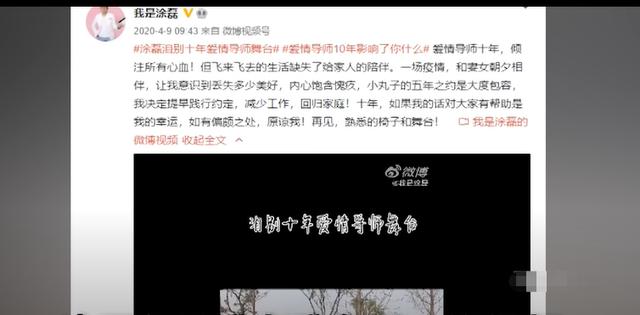 我是涂磊
2020-4-9 09:43 来自 微博视频号
#涂磊泪别十年爱情导师舞台# #爱情导师10年影响了你什么# 爱情导师十年，倾
注所有心血！但飞来飞去的生活缺失了给家人的陪伴。一场疫情，和妻女朝夕相
伴，让我意识到丢失多少美好，内心饱含愧疚，小丸子的五年之约是大度包容，
我决定提早践行约定，减少工作，回归家庭！十年，如果我的话对大家有帮助是
我的幸运，如有偏颇之处，原谅我！再见，熟悉的椅子和舞台！ 我是涂磊的
微博视频 收起全文
微博
@我是涂磊
泪别十年爱情导师舞台